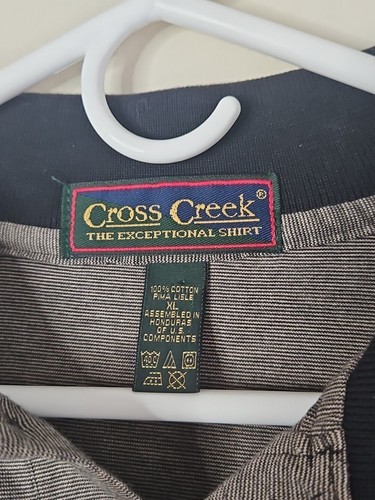 Cross Creek®
THE EXCEPTIONAL SHIRT
100% COTTON
PIMA LISLE
XL
ASSEMBLED IN
HONDURAS
OF U.S.
COMPONENTS